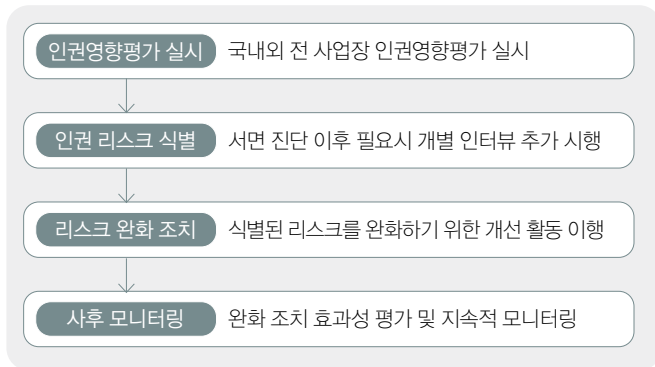 인권영향평가 실시 국내외 전 사업장 인권영향평가 실시
인권 리스크 식별 서면 진단 이후 필요시 개별 인터뷰 추가 시행
리스크 완화 조치 식별된 리스크를 완화하기 위한 개선 활동 이행
사후 모니터링 완화 조치 효과성 평가 및 지속적 모니터링